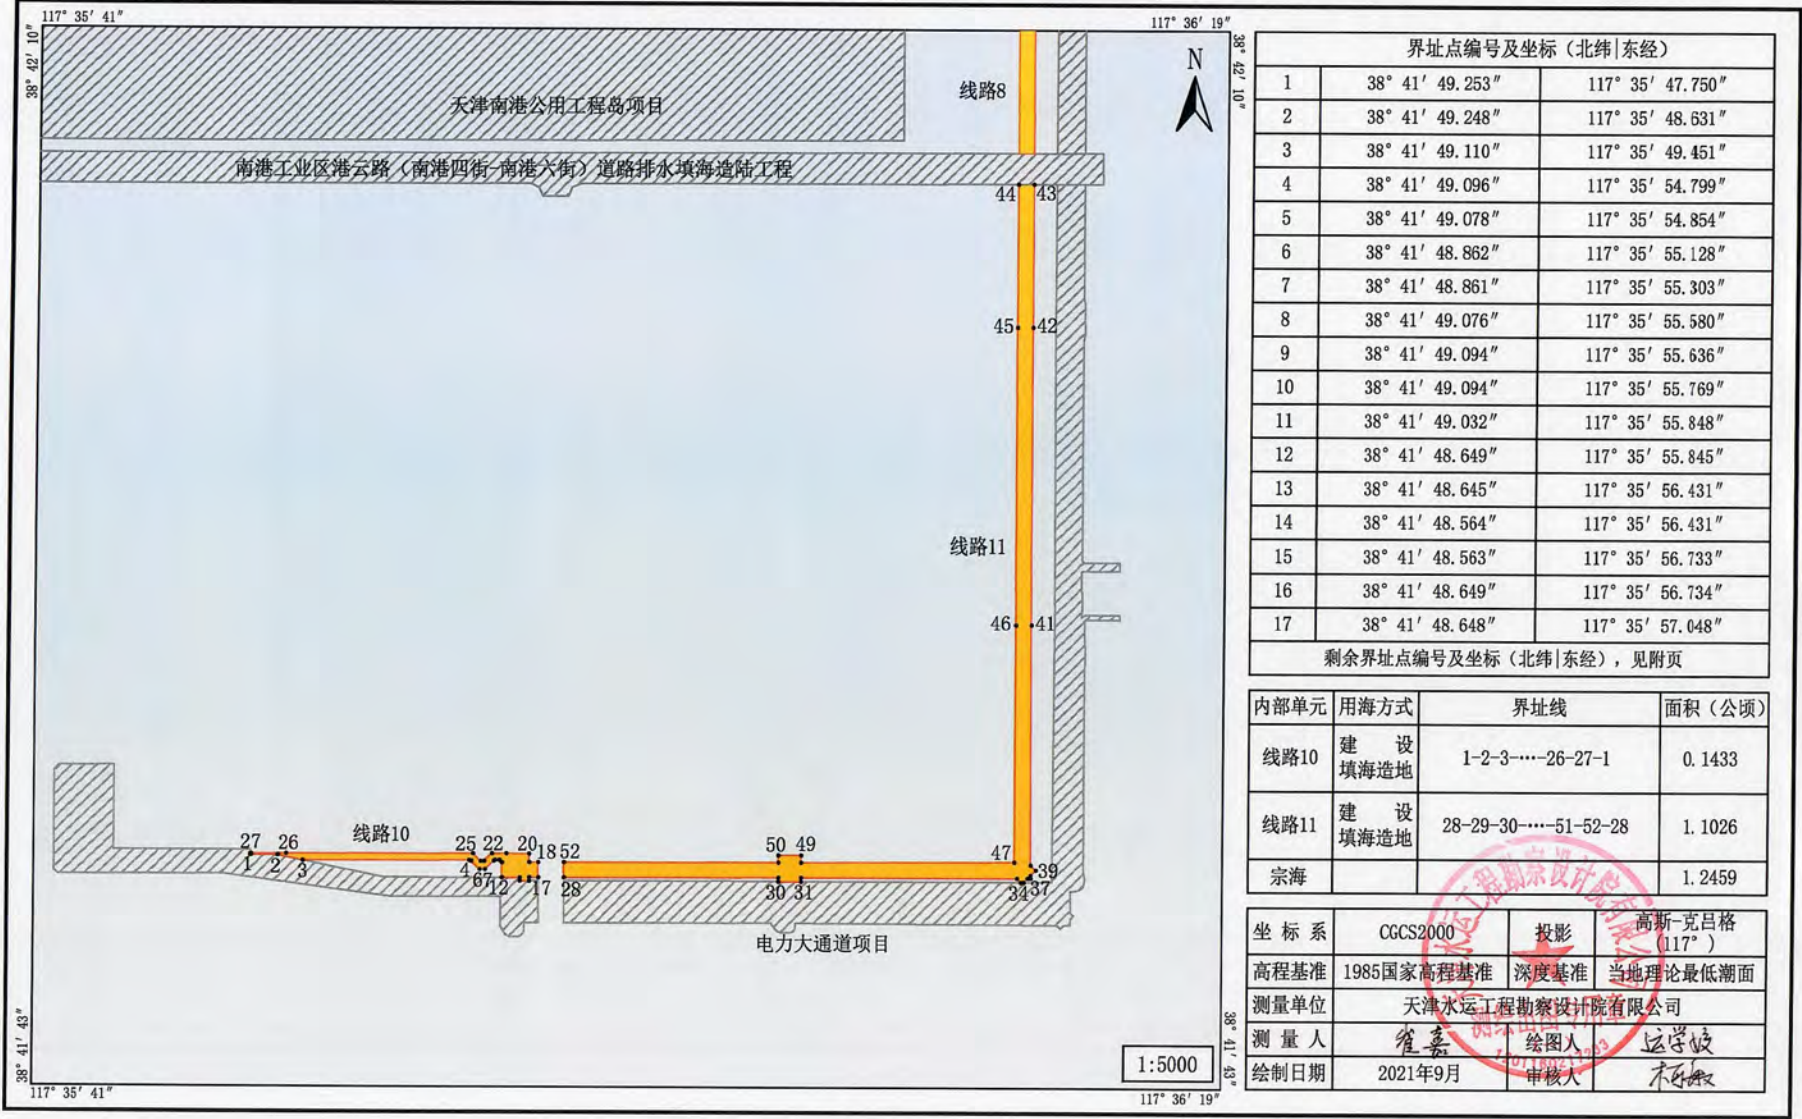 117° 35′ 41″
117° 36′ 19″
38° 42′ 10″
38° 42′ 10″
N
线路8
天津南港公用工程岛项目
南港工业区港云路（南港四街-南港六街）道路排水填海造陆工程
44 43
45 42
线路11
46 41
线路10
27 26 25 22 20 18 52 50 49 47 39
1 2 3 4 6 7 12 17 28 30 31 34 37
电力大通道项目
38° 41′ 43″
38° 41′ 43″
1:5000
117° 35′ 41″
117° 36′ 19″
界址点编号及坐标（北纬|东经）
1 38° 41′ 49.253″ 117° 35′ 47.750″
2 38° 41′ 49.248″ 117° 35′ 48.631″
3 38° 41′ 49.110″ 117° 35′ 49.451″
4 38° 41′ 49.096″ 117° 35′ 54.799″
5 38° 41′ 49.078″ 117° 35′ 54.854″
6 38° 41′ 48.862″ 117° 35′ 55.128″
7 38° 41′ 48.861″ 117° 35′ 55.303″
8 38° 41′ 49.076″ 117° 35′ 55.580″
9 38° 41′ 49.094″ 117° 35′ 55.636″
10 38° 41′ 49.094″ 117° 35′ 55.769″
11 38° 41′ 49.032″ 117° 35′ 55.848″
12 38° 41′ 48.649″ 117° 35′ 55.845″
13 38° 41′ 48.645″ 117° 35′ 56.431″
14 38° 41′ 48.564″ 117° 35′ 56.431″
15 38° 41′ 48.563″ 117° 35′ 56.733″
16 38° 41′ 48.649″ 117° 35′ 56.734″
17 38° 41′ 48.648″ 117° 35′ 57.048″
剩余界址点编号及坐标（北纬|东经），见附页
内部单元 用海方式 界址线 面积（公顷）
线路10 建设填海造地 1-2-3-…-26-27-1 0.1433
线路11 建设填海造地 28-29-30-…-51-52-28 1.1026
宗海 1.2459
坐标系 CGCS2000 投影 高斯-克吕格（117°）
高程基准 1985国家高程基准 深度基准 当地理论最低潮面
测量单位 天津水运工程勘察设计院有限公司
测量人 崔嘉 绘图人
绘制日期 2021年9月 审核人
天津水运工程勘察设计院有限公司